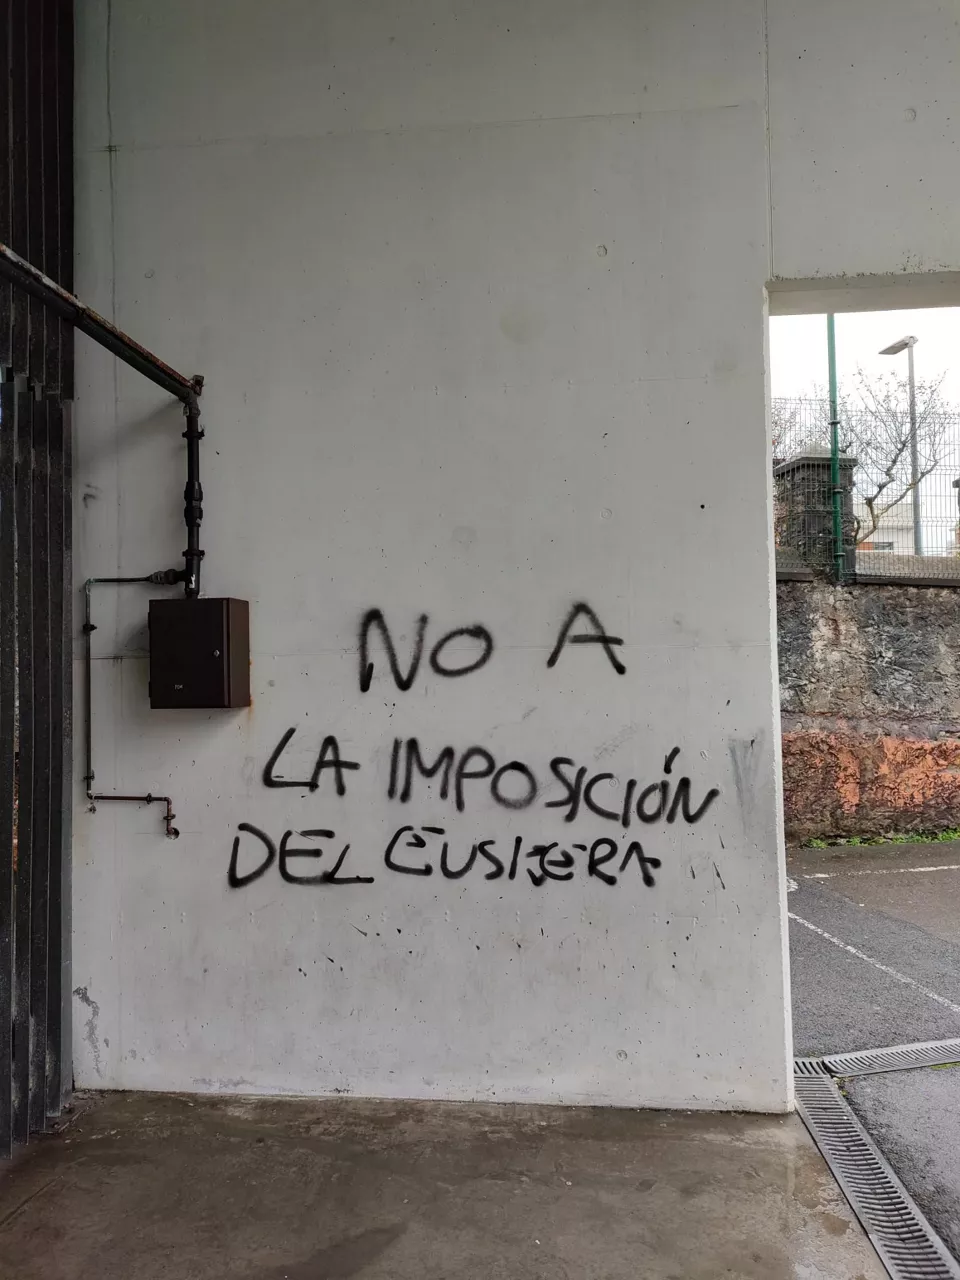 NO A
LA IMPOSICIÓN
DEL EUSKERA